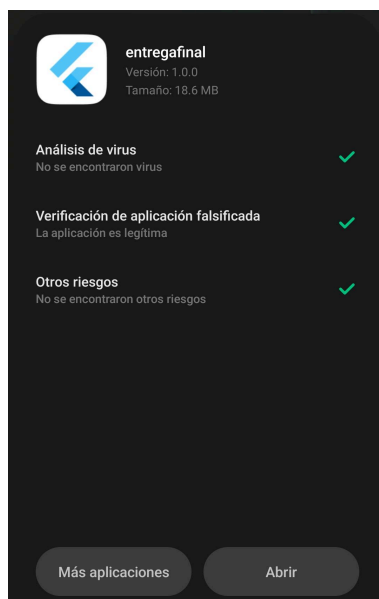 entregafinal
Versión: 1.0.0
Tamaño: 18.6 MB
Análisis de virus
No se encontraron virus
Verificación de aplicación falsificada
La aplicación es legítima
Otros riesgos
No se encontraron otros riesgos
Más aplicaciones
Abrir